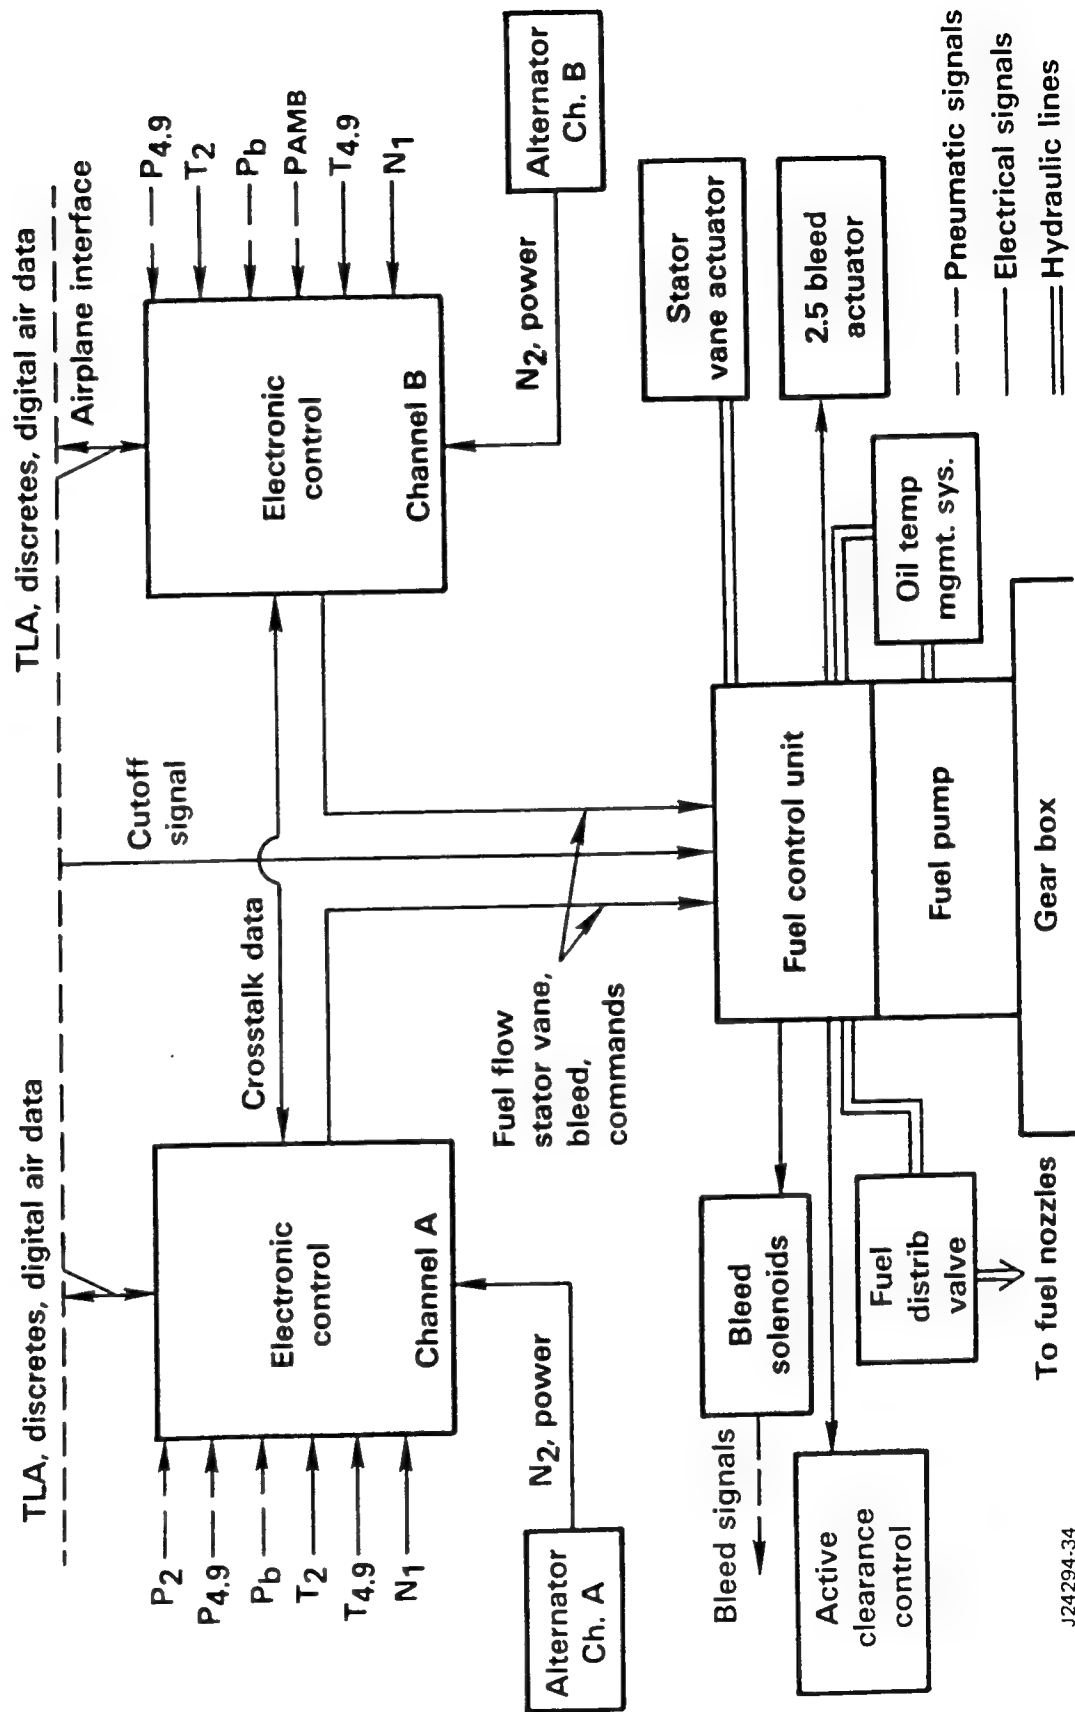 TLA, discretes, digital air data
TLA, discretes, digital air data
Airplane interface
P2
P4.9
Pb
T2
T4.9
N1
Electronic
control
Channel A
Crosstalk data
Cutoff
signal
Electronic
control
Channel B
P4.9
T2
Pb
PAMB
T4.9
N1
Alternator
Ch. A
N2, power
N2, power
Alternator
Ch. B
Fuel flow
stator vane,
bleed,
commands
Bleed signals
Bleed
solenoids
Active
clearance
control
Fuel
distrib
valve
To fuel nozzles
Fuel control unit
Fuel pump
Gear box
Stator
vane actuator
2.5 bleed
actuator
Oil temp
mgmt. sys.
Pneumatic signals
Electrical signals
Hydraulic lines
J24294-34